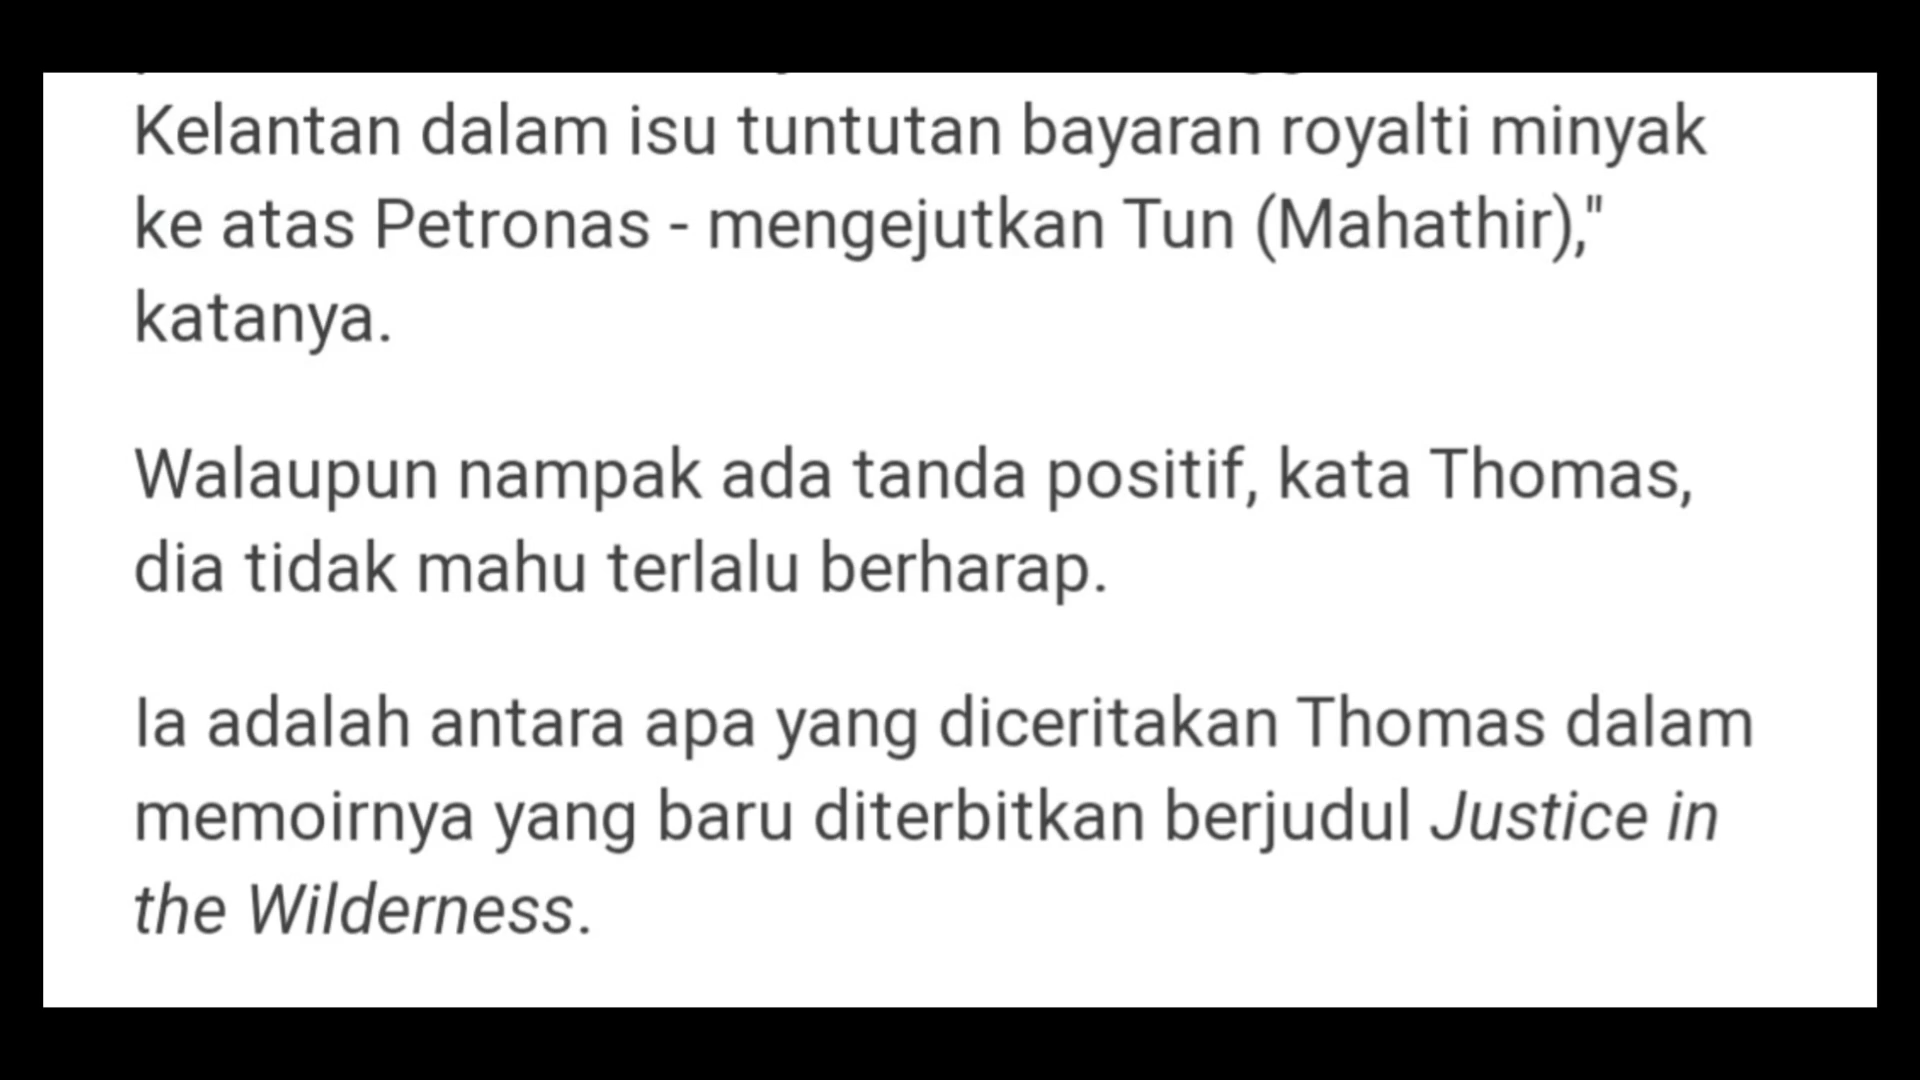 Kelantan dalam isu tuntutan bayaran royalti minyak
ke atas Petronas - mengejutkan Tun (Mahathir),"
katanya.
Walaupun nampak ada tanda positif, kata Thomas,
dia tidak mahu terlalu berharap.
Ia adalah antara apa yang diceritakan Thomas dalam
memoirnya yang baru diterbitkan berjudul Justice in
the Wilderness.